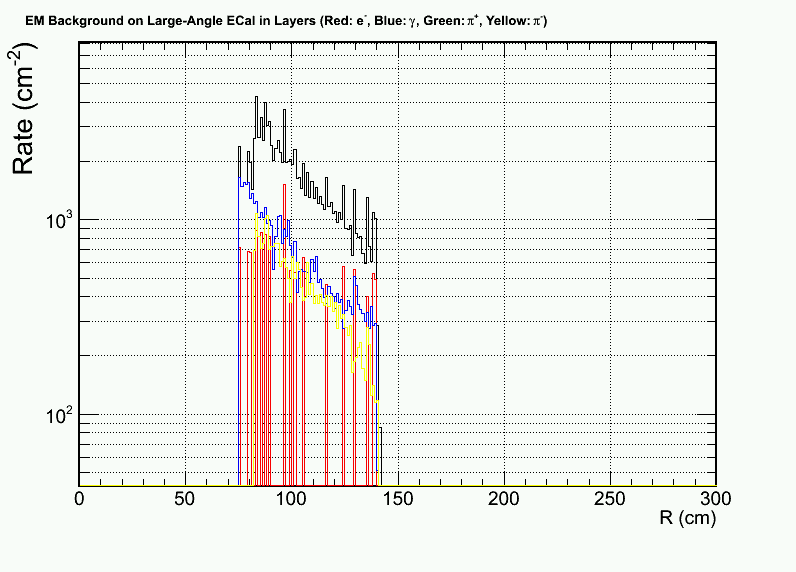 EM Background on Large-Angle ECal in Layers (Red: e⁻, Blue: γ, Green: π⁺, Yellow: π⁻)
Rate (cm⁻²)
10³
10²
0 50 100 150 200 250 300
R (cm)